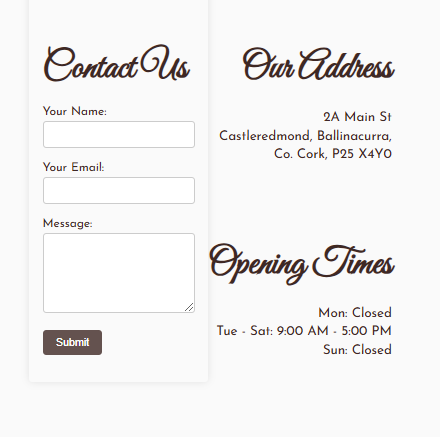 Contact Us
Your Name:
Your Email:
Message:
Submit
Our Address
2A Main St
Castleredmond, Ballinacurra,
Co. Cork, P25 X4Y0
Opening Times
Mon: Closed
Tue - Sat: 9:00 AM - 5:00 PM
Sun: Closed